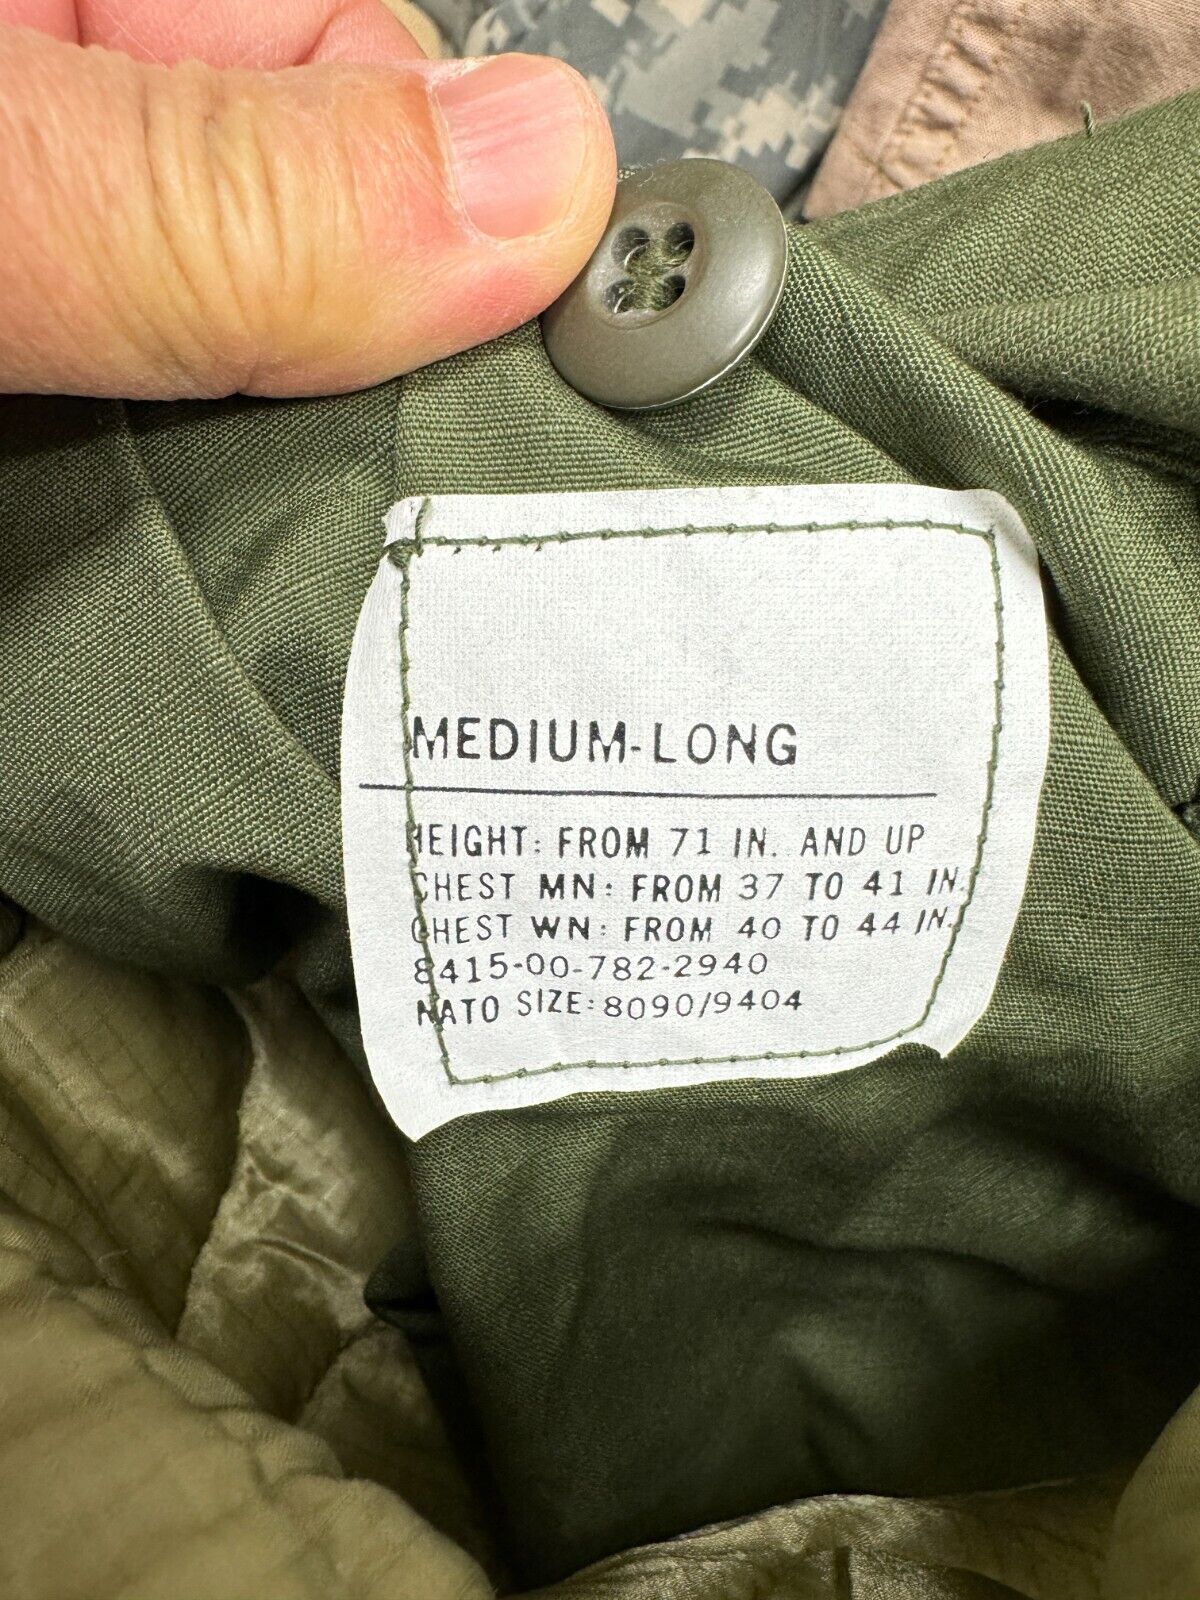 MEDIUM-LONG
HEIGHT: FROM 71 IN. AND UP
CHEST MN: FROM 37 TO 41 IN.
CHEST WN: FROM 40 TO 44 IN.
8415-00-782-2940
NATO SIZE: 8090/9404